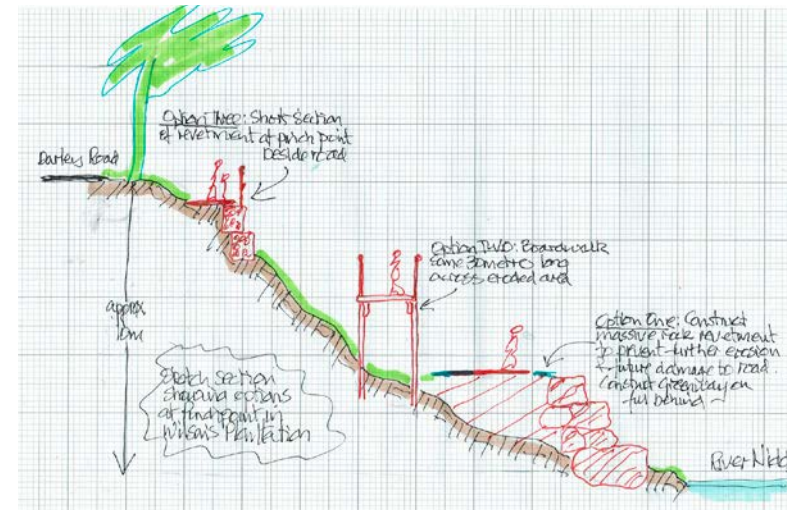 Option Three: Short Section
of revetment at pinch point
beside road
Darley Road
Option TWO: Boardwalk
some 30metres long
across eroded area
approx
10m
Option One: Construct
massive rock revetment
to prevent further erosion
& future damage to road.
Construct Greenway on
fill behind
Sketch Section
showing options
at Pinchpoint in
Wilson's Plantation
River Nidd